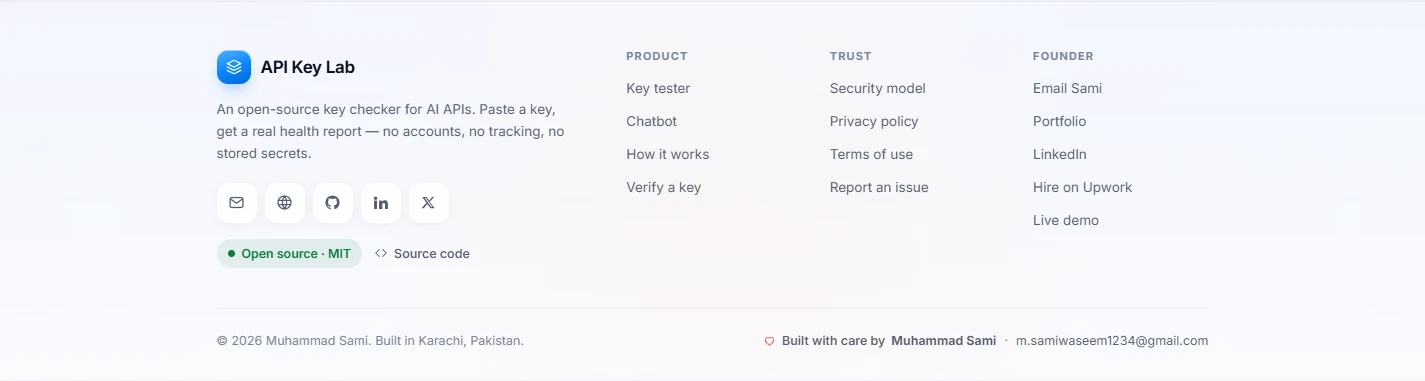 API Key Lab
An open-source key checker for AI APIs. Paste a key,
get a real health report — no accounts, no tracking, no
stored secrets.
Open source · MIT
Source code
PRODUCT
Key tester
Chatbot
How it works
Verify a key
TRUST
Security model
Privacy policy
Terms of use
Report an issue
FOUNDER
Email Sami
Portfolio
LinkedIn
Hire on Upwork
Live demo
© 2026 Muhammad Sami. Built in Karachi, Pakistan.
Built with care by Muhammad Sami · m.samiwaseem1234@gmail.com